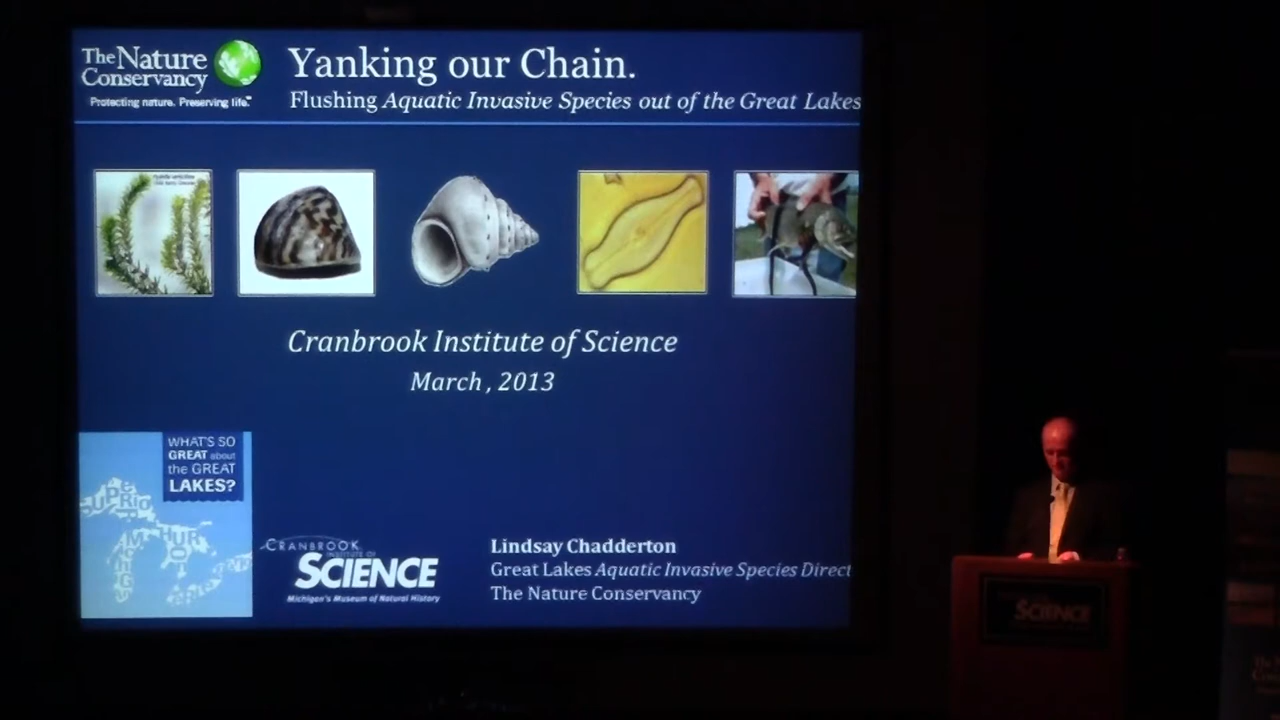 The Nature
Conservancy
Protecting nature. Preserving life.™
Yanking our Chain.
Flushing Aquatic Invasive Species out of the Great Lakes
Cranbrook Institute of Science
March , 2013
WHAT'S SO
GREAT about
the GREAT
LAKES?
HURON
CRANBROOK
INSTITUTE OF
SCIENCE
Michigan's Museum of Natural History
Lindsay Chadderton
Great Lakes Aquatic Invasive Species Direct
The Nature Conservancy
SCIENCE